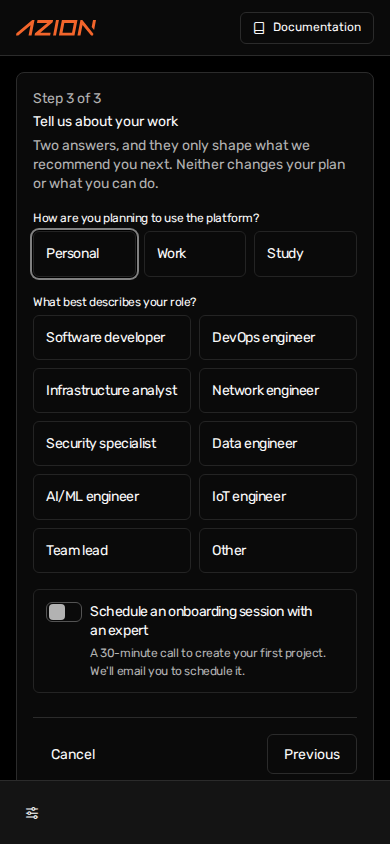 AZION
Documentation
Step 3 of 3
Tell us about your work
Two answers, and they only shape what we
recommend you next. Neither changes your plan
or what you can do.
How are you planning to use the platform?
Personal
Work
Study
What best describes your role?
Software developer
DevOps engineer
Infrastructure analyst
Network engineer
Security specialist
Data engineer
AI/ML engineer
IoT engineer
Team lead
Other
Schedule an onboarding session with
an expert
A 30-minute call to create your first project.
We'll email you to schedule it.
Cancel
Previous